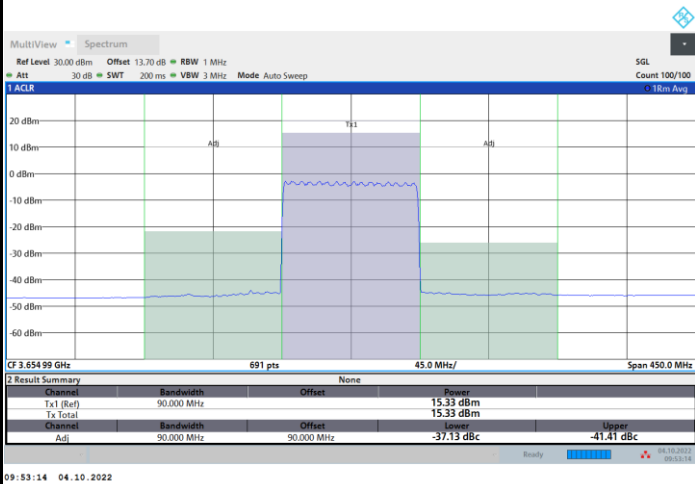 MultiView Spectrum
Ref Level 30.00 dBm Offset 13.70 dB RBW 1 MHz SGL
Att 30 dB SWT 200 ms VBW 3 MHz Mode Auto Sweep Count 100/100
1 ACLR 1Rm Avg
20 dBm
Tx1
10 dBm
Adj Adj
0 dBm
-10 dBm
-20 dBm
-30 dBm
-40 dBm
-50 dBm
-60 dBm
CF 3.654 99 GHz 691 pts 45.0 MHz/ Span 450.0 MHz
2 Result Summary None
Channel Bandwidth Offset Power
Tx1 (Ref) 90.000 MHz 15.33 dBm
Tx Total 15.33 dBm
Channel Bandwidth Offset Lower Upper
Adj 90.000 MHz 90.000 MHz -37.13 dBc -41.41 dBc
Ready 04.10.2022
09:53:14
09:53:14 04.10.2022